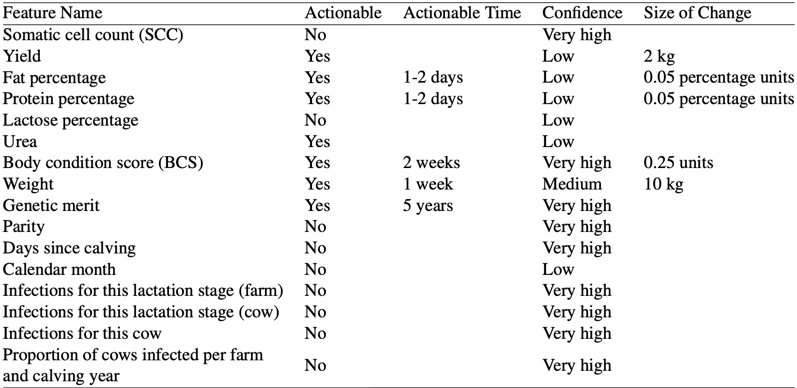 Feature Name Actionable Actionable Time Confidence Size of Change
Somatic cell count (SCC) No Very high
Yield Yes Low 2 kg
Fat percentage Yes 1-2 days Low 0.05 percentage units
Protein percentage Yes 1-2 days Low 0.05 percentage units
Lactose percentage No Low
Urea Yes Low
Body condition score (BCS) Yes 2 weeks Very high 0.25 units
Weight Yes 1 week Medium 10 kg
Genetic merit Yes 5 years Very high
Parity No Very high
Days since calving No Very high
Calendar month No Low
Infections for this lactation stage (farm) No Very high
Infections for this lactation stage (cow) No Very high
Infections for this cow No Very high
Proportion of cows infected per farm
and calving year No Very high